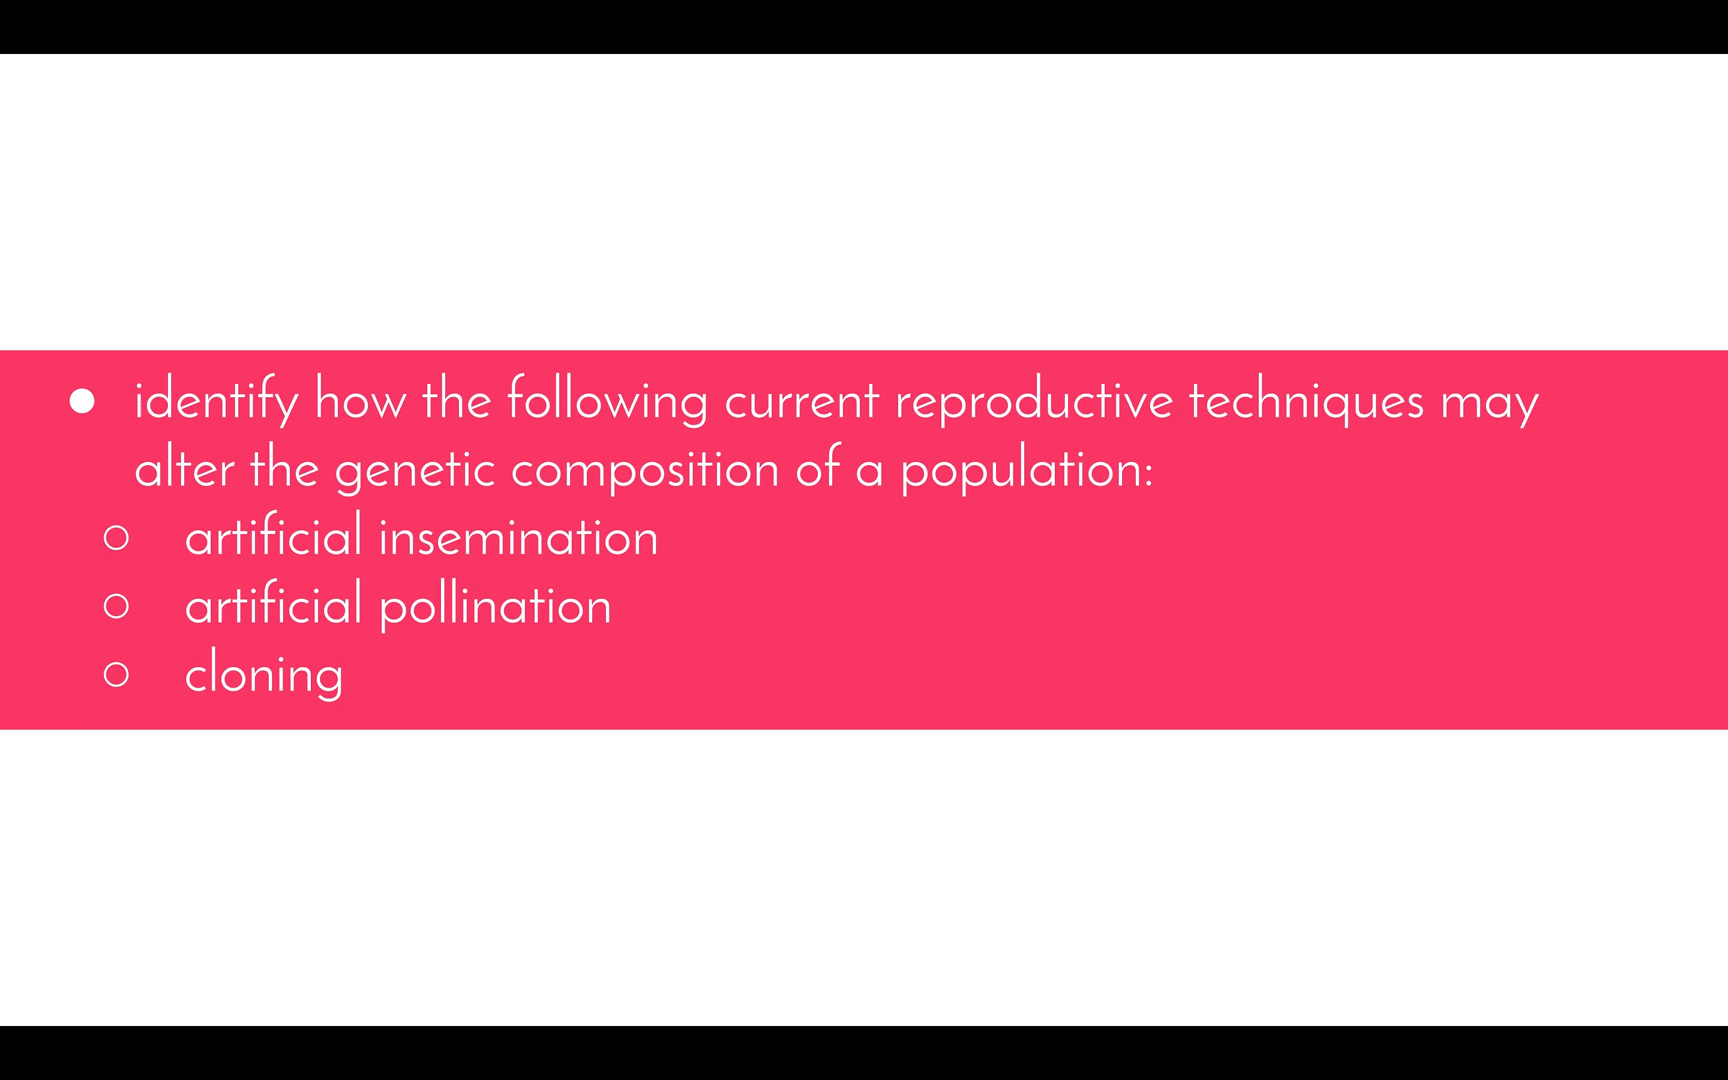 ● identify how the following current reproductive techniques may
alter the genetic composition of a population:
○ artificial insemination
○ artificial pollination
○ cloning